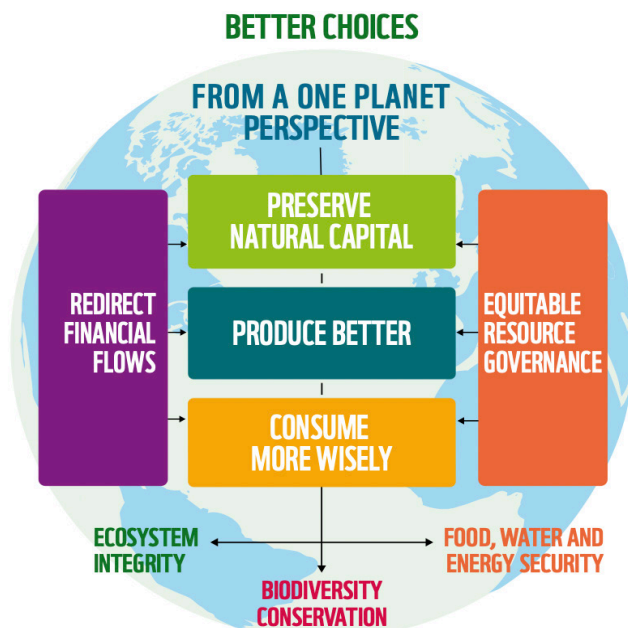 BETTER CHOICES
FROM A ONE PLANET
PERSPECTIVE
PRESERVE
NATURAL CAPITAL
REDIRECT
FINANCIAL
FLOWS
PRODUCE BETTER
EQUITABLE
RESOURCE
GOVERNANCE
CONSUME
MORE WISELY
ECOSYSTEM
INTEGRITY
BIODIVERSITY
CONSERVATION
FOOD, WATER AND
ENERGY SECURITY